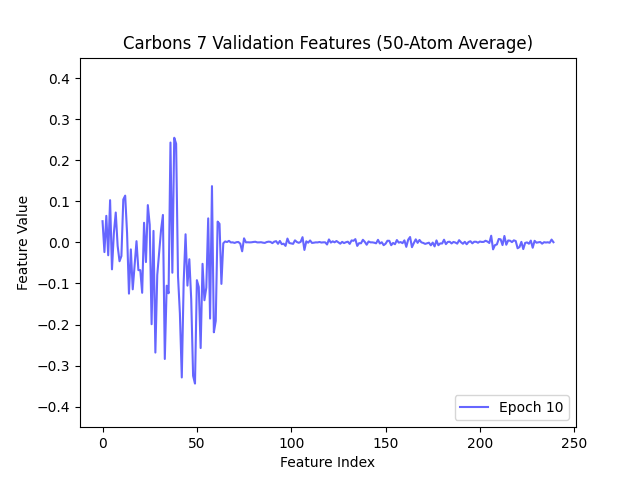 Carbons 7 Validation Features (50-Atom Average)
0.4
0.3
0.2
0.1
0.0
−0.1
−0.2
−0.3
−0.4
Feature Value
Epoch 10
0 50 100 150 200 250
Feature Index